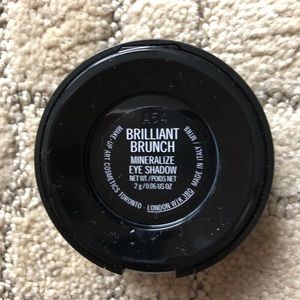 A54
BRILLIANT
BRUNCH
MINERALIZE
EYE SHADOW
NET WT./POIDS NET
2 g / 0.06 US OZ
MAKE-UP ART COSMETICS TORONTO - LONDON W1K 3BQ MADE IN / ITALY